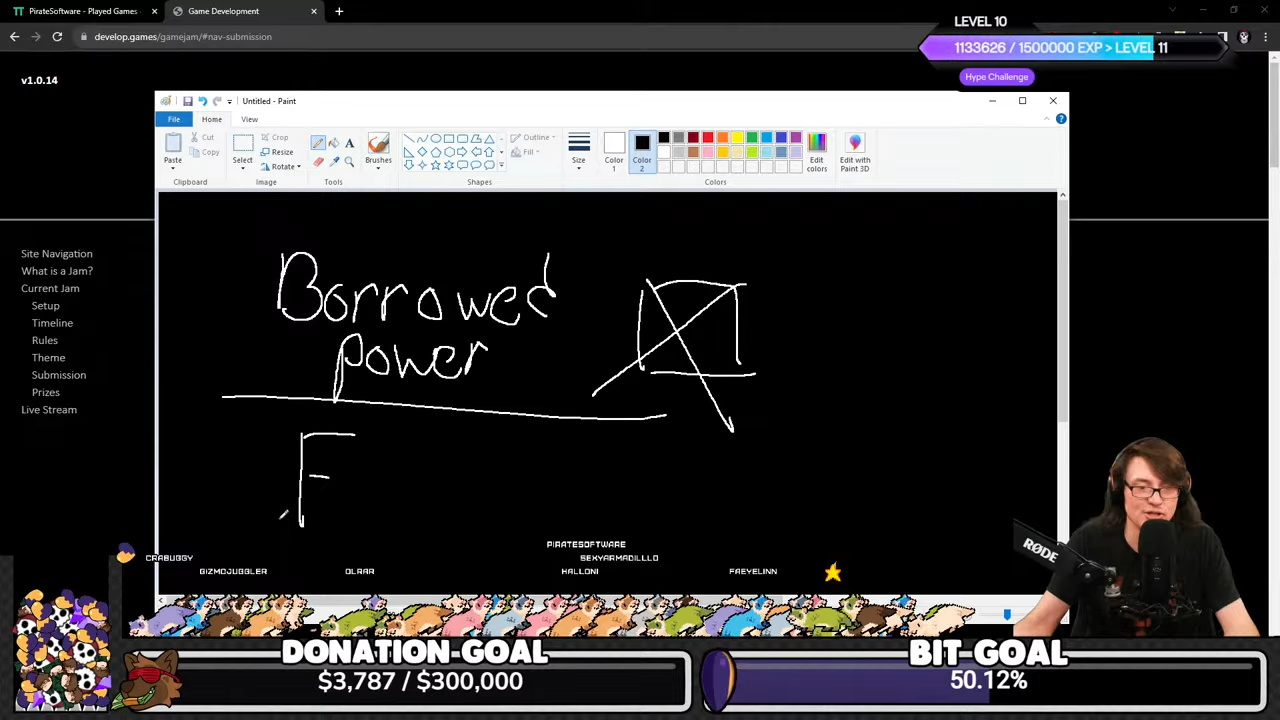 PirateSoftware - Played Games -
Game Development
develop.games/gamejam/#nav-submission
LEVEL 10
1133626 / 1500000 EXP > LEVEL 11
Hype Challenge
v1.0.14
Untitled - Paint
File Home View
Paste
Cut
Copy
Clipboard
Select
Crop
Resize
Rotate
Image
A
Tools
Brushes
Outline
Fill
Shapes
Size
Color 1
Color 2
Edit colors
Edit with Paint 3D
Colors
Site Navigation
What is a Jam?
Current Jam
Setup
Timeline
Rules
Theme
Submission
Prizes
Live Stream
Borrowed
power
F
PIRATESOFTWARE
CRABUGGY
SEXYARMADILLLO
GIZMOJUGGLER
OLRAR
HALLONI
FAEYELINN
RØDE
DONATION GOAL
$3,787 / $300,000
BIT GOAL
50.12%